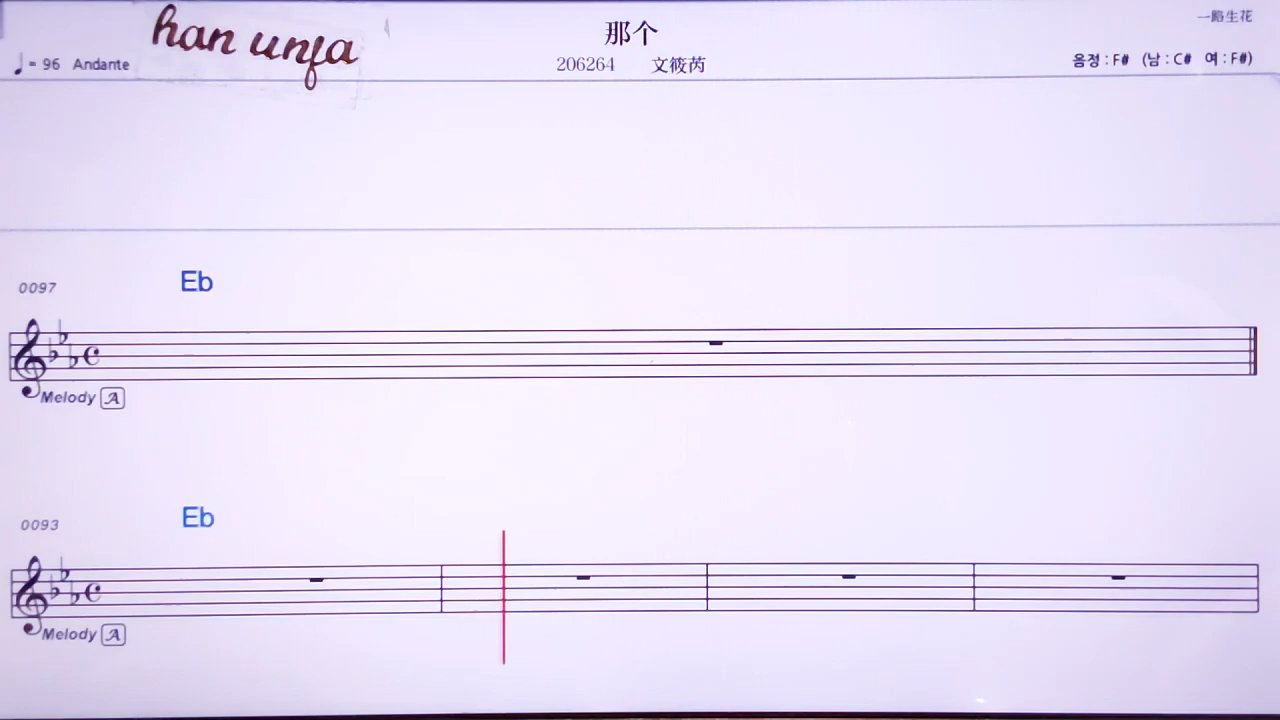 一路生花
han unfa
那个
♩= 96 Andante
206264 文筱芮
음정 : F# (남 : C# 여 : F#)
0097
Eb
Melody A
0093
Eb
Melody A